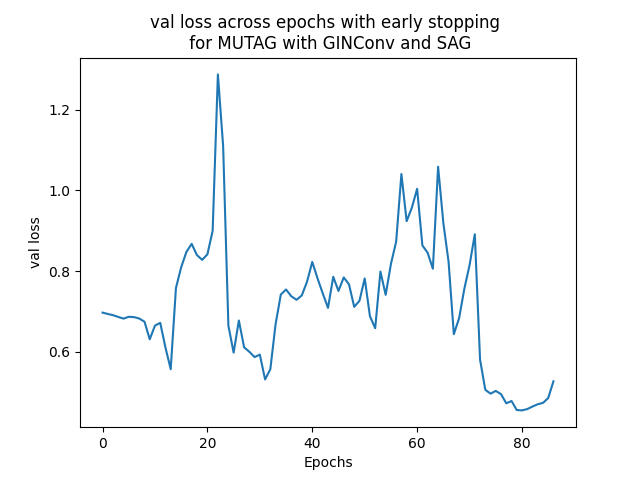 val loss across epochs with early stopping
for MUTAG with GINConv and SAG
1.2
1.0
0.8
0.6
val loss
0
20
40
60
80
Epochs